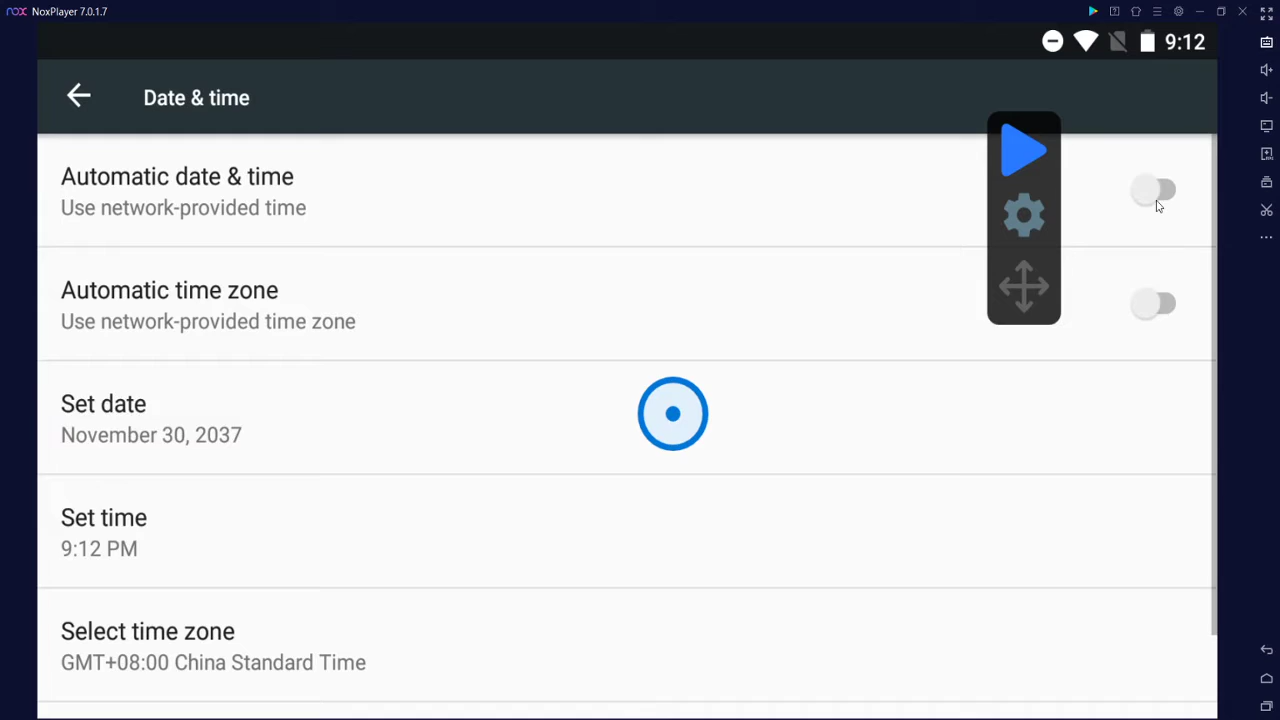 nox NoxPlayer 7.0.1.7
9:12
Date & time
Automatic date & time
Use network-provided time
Automatic time zone
Use network-provided time zone
Set date
November 30, 2037
Set time
9:12 PM
Select time zone
GMT+08:00 China Standard Time